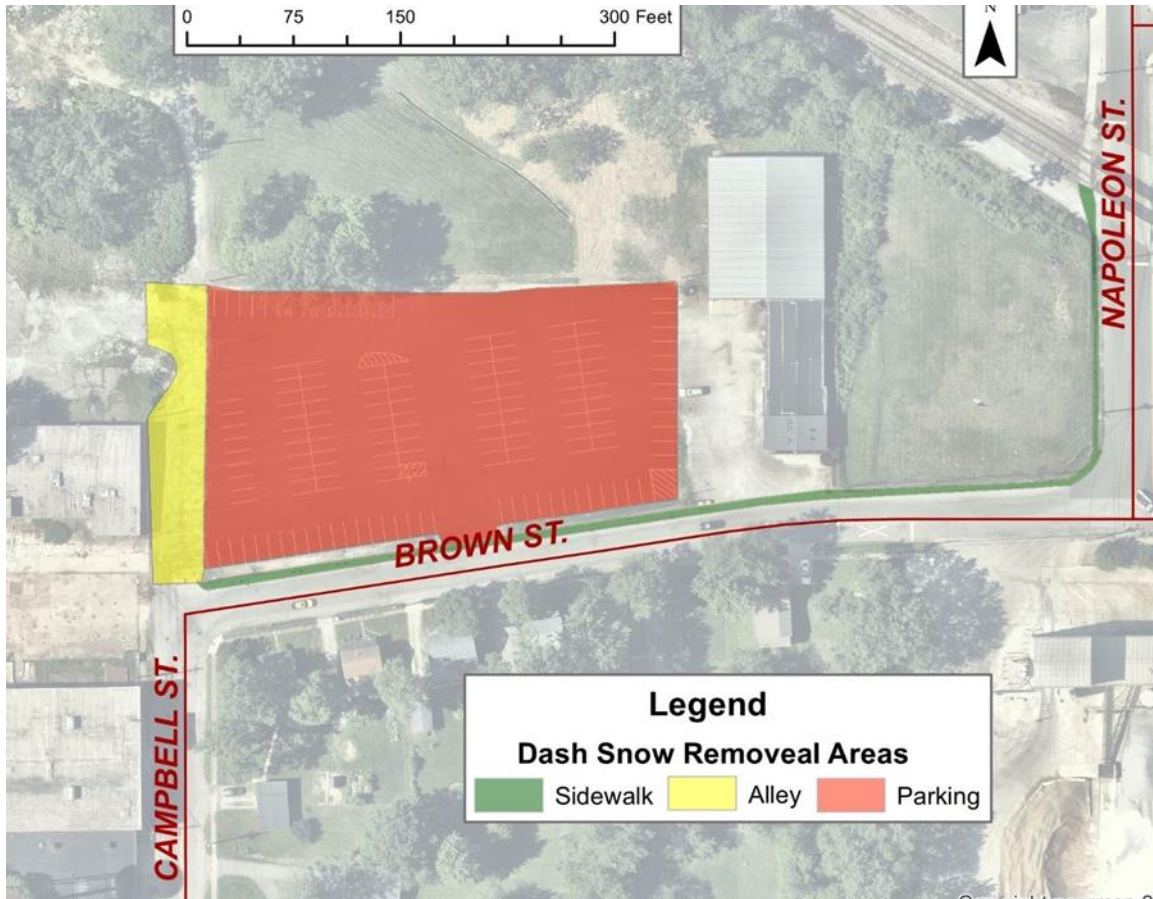 0 75 150 300 Feet
N
NAPOLEON ST.
BROWN ST.
CAMPBELL ST.
Legend
Dash Snow Removeal Areas
Sidewalk Alley Parking